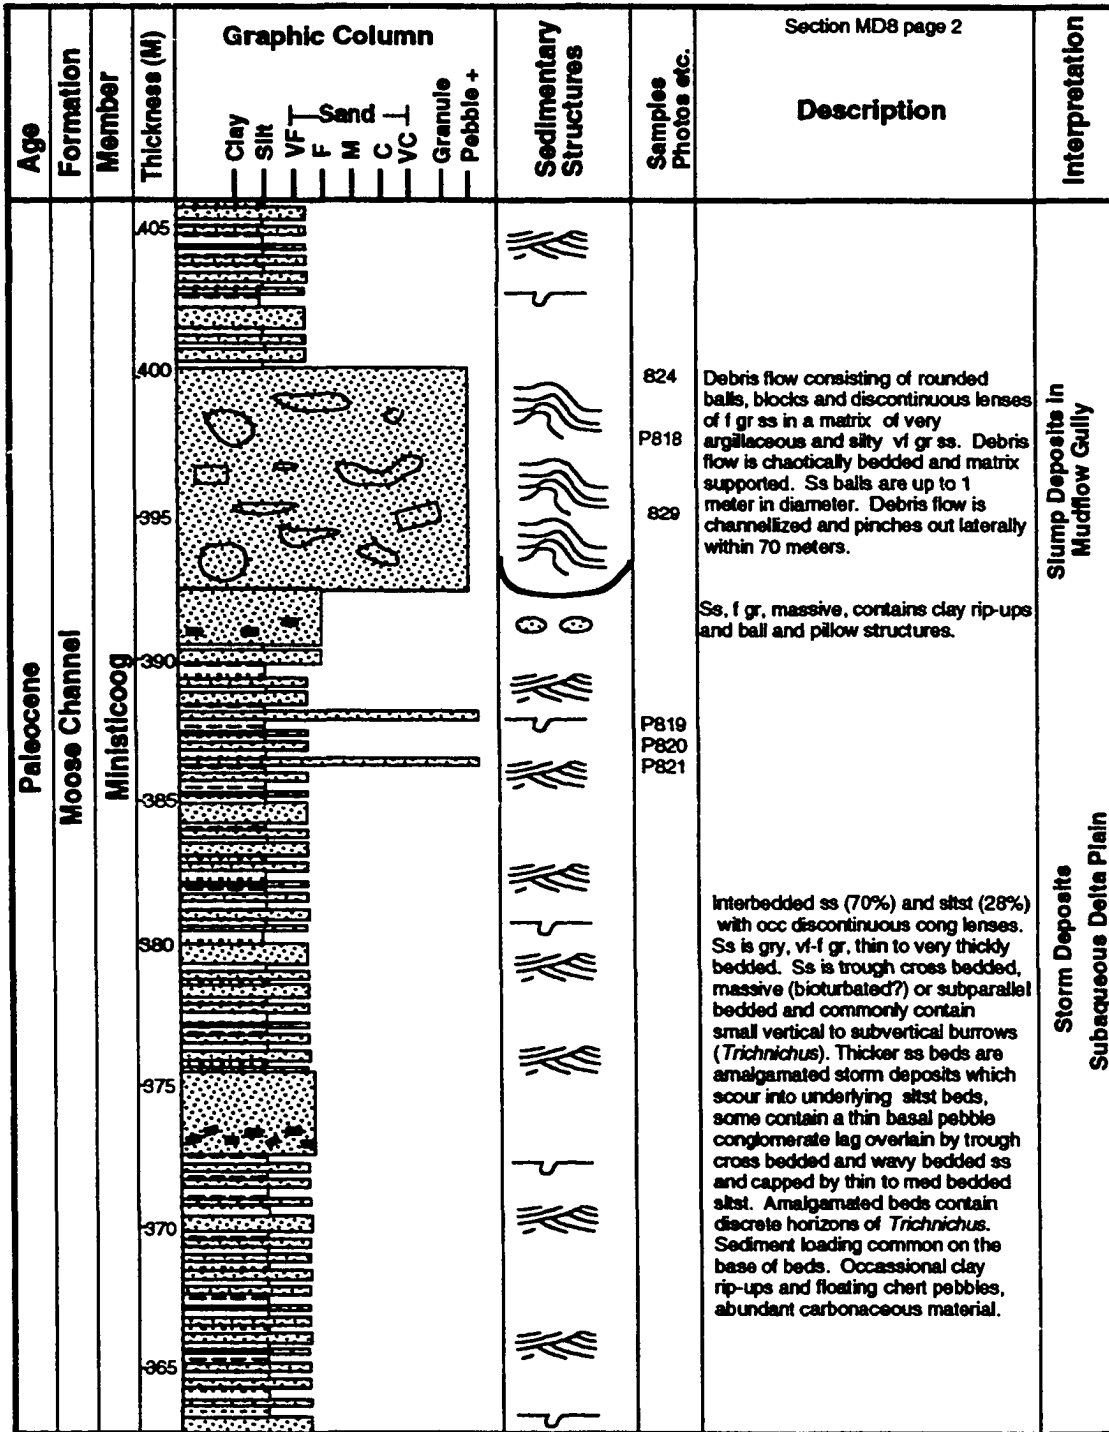 Section MD8 page 2
Age
Formation
Member
Thickness (M)
Graphic Column
Clay
Silt
Sand
VF
F
M
C
VC
Granule
Pebble +
Sedimentary
Structures
Samples
Photos etc.
Description
Interpretation
Paleocene
Moose Channel
Ministicoog
405
400
395
390
385
380
375
370
365
824
P818
829
P819
P820
P821
Debris flow consisting of rounded
balls, blocks and discontinuous lenses
of f gr ss in a matrix of very
argillaceous and silty vf gr ss. Debris
flow is chaotically bedded and matrix
supported. Ss balls are up to 1
meter in diameter. Debris flow is
channellized and pinches out laterally
within 70 meters.
Ss, f gr, massive, contains clay rip-ups
and ball and pillow structures.
Interbedded ss (70%) and sltst (28%)
with occ discontinuous cong lenses.
Ss is gry, vf-f gr, thin to very thickly
bedded. Ss is trough cross bedded,
massive (bioturbated?) or subparallel
bedded and commonly contain
small vertical to subvertical burrows
(Trichnichus). Thicker ss beds are
amalgamated storm deposits which
scour into underlying sltst beds,
some contain a thin basal pebble
conglomerate lag overlain by trough
cross bedded and wavy bedded ss
and capped by thin to med bedded
sltst. Amalgamated beds contain
discrete horizons of Trichnichus.
Sediment loading common on the
base of beds. Occassional clay
rip-ups and floating chert pebbles,
abundant carbonaceous material.
Slump Deposits in
Mudflow Gully
Storm Deposits
Subaqueous Delta Plain